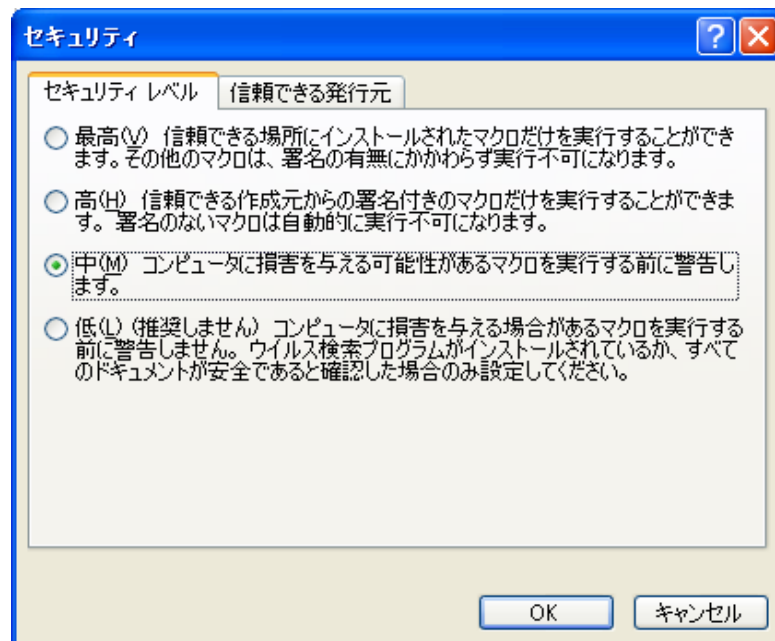 セキュリティ
セキュリティ レベル
信頼できる発行元
最高(V) 信頼できる場所にインストールされたマクロだけを実行することができ
ます。その他のマクロは、署名の有無にかかわらず実行不可になります。
高(H) 信頼できる作成元からの署名付きのマクロだけを実行することができま
す。 署名のないマクロは自動的に実行不可になります。
中(M) コンピュータに損害を与える可能性があるマクロを実行する前に警告し
ます。
低(L) (推奨しません) コンピュータに損害を与える場合があるマクロを実行する
前に警告しません。ウイルス検索プログラムがインストールされているか、すべて
のドキュメントが安全であると確認した場合のみ設定してください。
OK
キャンセル